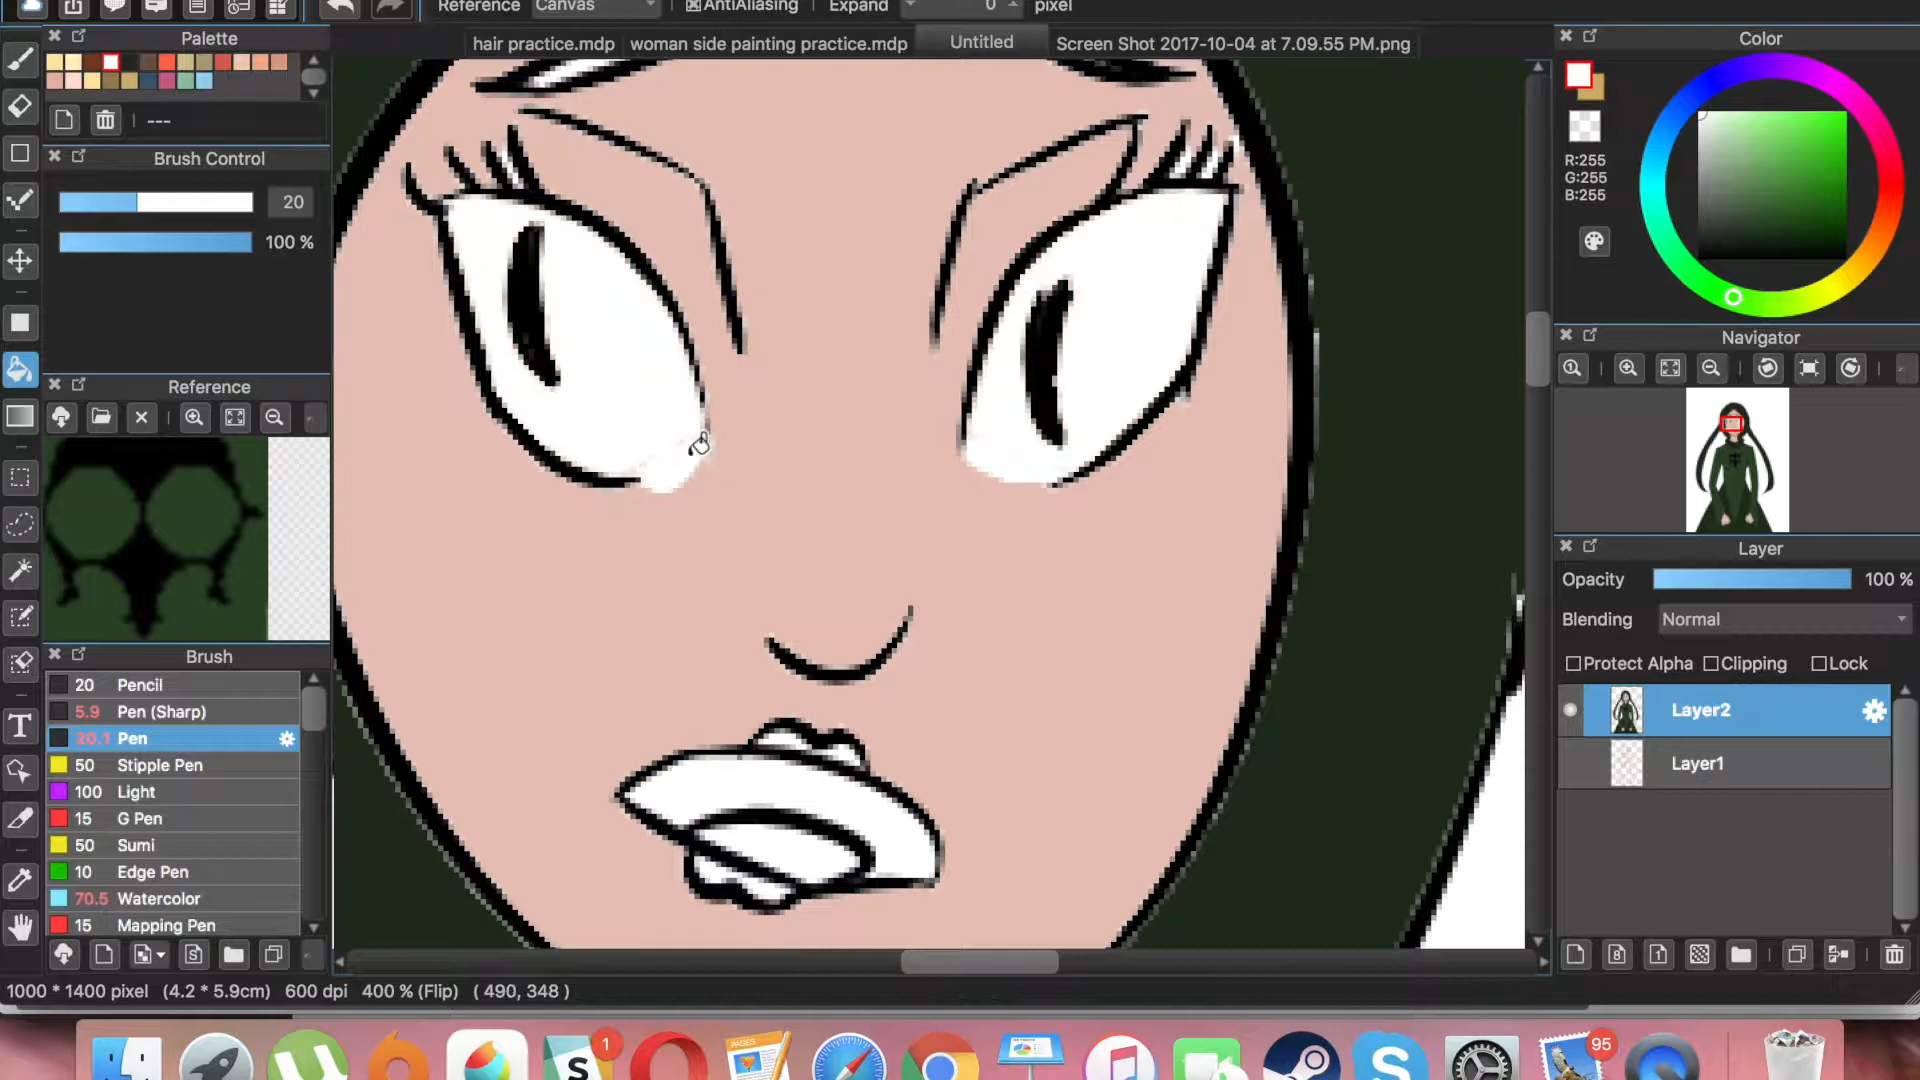 Reference Canvas AntiAliasing Expand 0 pixel
Palette
hair practice.mdp woman side painting practice.mdp Untitled Screen Shot 2017-10-04 at 7.09.55 PM.png
Color
---
Brush Control
20
100 %
R:255
G:255
B:255
Navigator
Reference
Brush
20 Pencil
5.9 Pen (Sharp)
20.1 Pen
50 Stipple Pen
100 Light
15 G Pen
50 Sumi
10 Edge Pen
70.5 Watercolor
15 Mapping Pen
Layer
Opacity 100 %
Blending Normal
Protect Alpha Clipping Lock
Layer2
Layer1
1000 * 1400 pixel (4.2 * 5.9cm) 600 dpi 400 % (Flip) ( 490, 348 )
1
PAGES
S
95